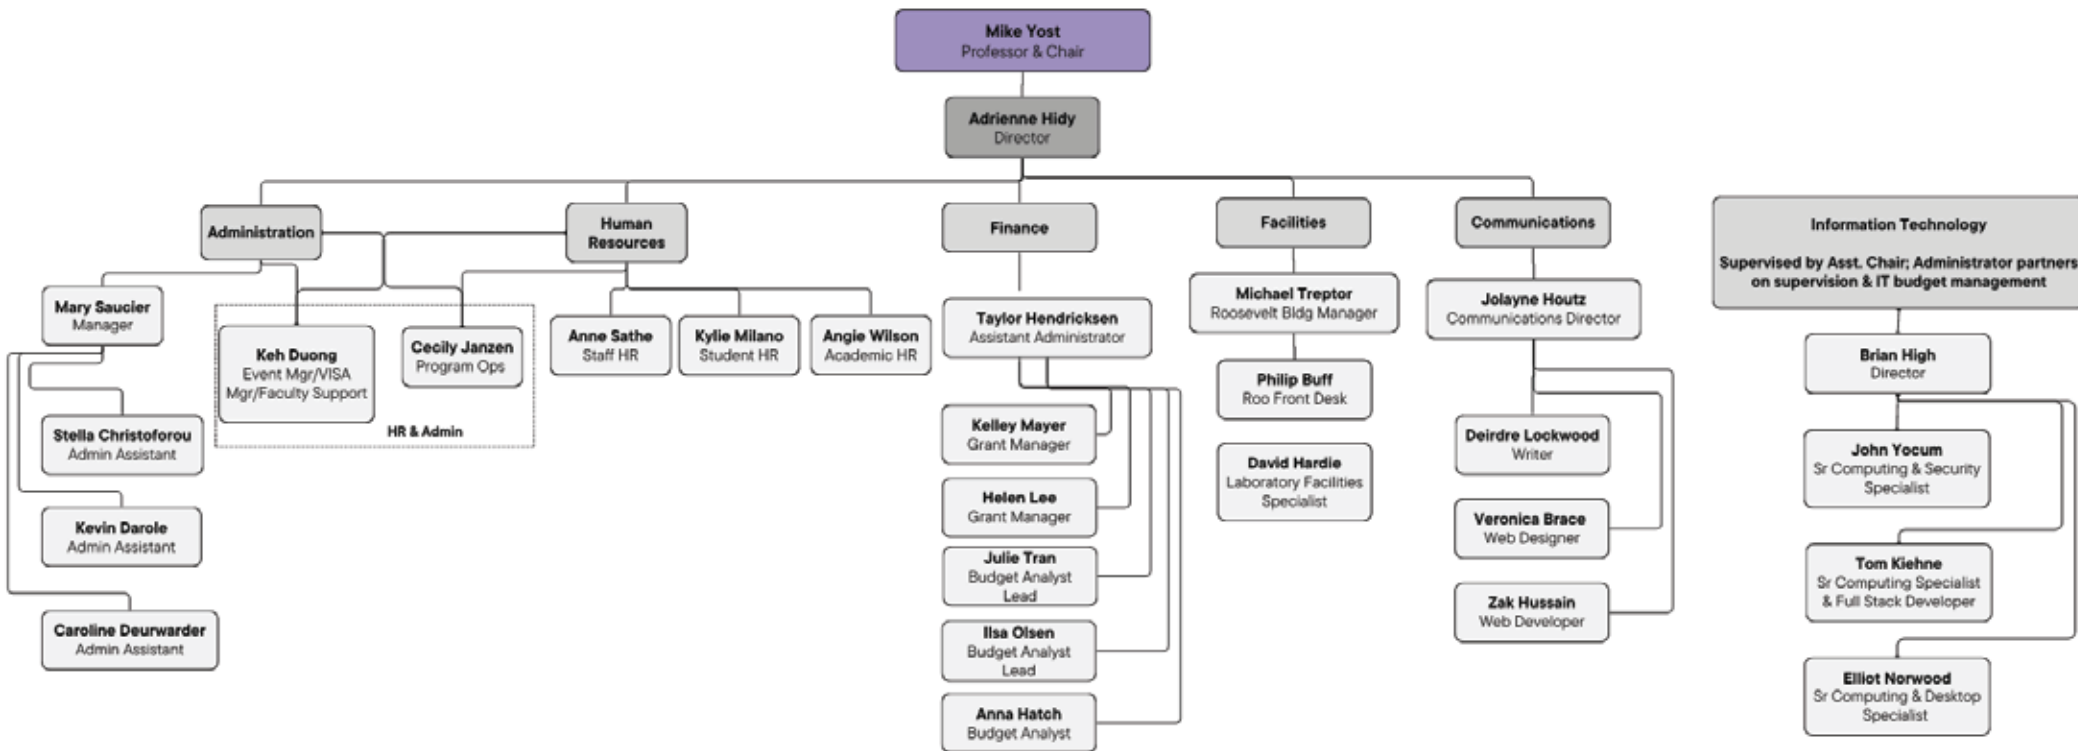 Mike Yost
Professor & Chair
Adrienne Hidy
Director
Administration
Human
Resources
Finance
Facilities
Communications
Information Technology
Supervised by Asst. Chair; Administrator partners
on supervision & IT budget management
Mary Saucier
Manager
Stella Christoforou
Admin Assistant
Kevin Darole
Admin Assistant
Caroline Deurwarder
Admin Assistant
Keh Duong
Event Mgr/VISA
Mgr/Faculty Support
Cecily Janzen
Program Ops
HR & Admin
Anne Sathe
Staff HR
Kylie Milano
Student HR
Angie Wilson
Academic HR
Taylor Hendricksen
Assistant Administrator
Kelley Mayer
Grant Manager
Helen Lee
Grant Manager
Julie Tran
Budget Analyst
Lead
Ilsa Olsen
Budget Analyst
Lead
Anna Hatch
Budget Analyst
Michael Treptor
Roosevelt Bldg Manager
Philip Buff
Roo Front Desk
David Hardie
Laboratory Facilities
Specialist
Jolayne Houtz
Communications Director
Deirdre Lockwood
Writer
Veronica Brace
Web Designer
Zak Hussain
Web Developer
Brian High
Director
John Yocum
Sr Computing & Security
Specialist
Tom Kiehne
Sr Computing Specialist
& Full Stack Developer
Elliot Norwood
Sr Computing & Desktop
Specialist